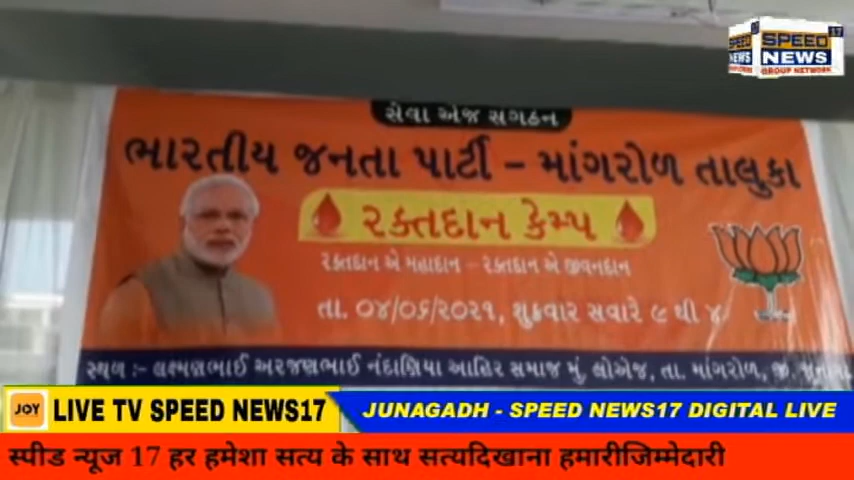 SPEED NEWS 17
GROUP NETWORK
સેવા એજ સગઠન
ભારતીય જનતા પાર્ટી – માંગરોળ તાલુકા
રક્તદાન કેમ્પ
રક્તદાન એ મહાદાન – રક્તદાન એ જીવનદાન
તા. ૦૪/૦૬/૨૦૨૧, શુક્રવાર સવારે ૯ થી ૪
સ્થળ :- લક્ષ્મણભાઈ અરજણભાઈ નંદાણિયા આહિર સમાજ મું. લોએજ, તા. માંગરોળ, જી.
JOY LIVE TV SPEED NEWS17 JUNAGADH - SPEED NEWS17 DIGITAL LIVE
स्पीड न्यूज 17 हर हमेशा सत्य के साथ सत्यदिखाना हमारीजिम्मेदारी